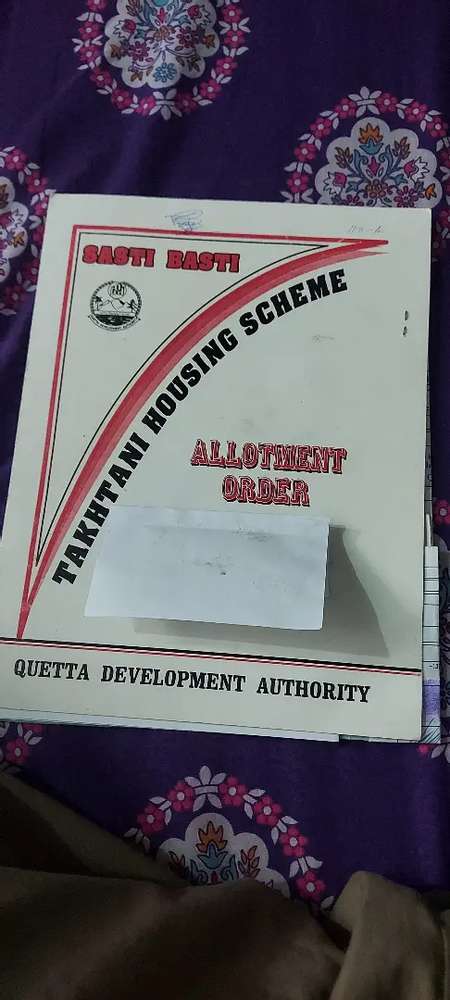 SASTI BASTI
TAKHTANI HOUSING SCHEME
ALLOTMENT
ORDER
QUETTA DEVELOPMENT AUTHORITY